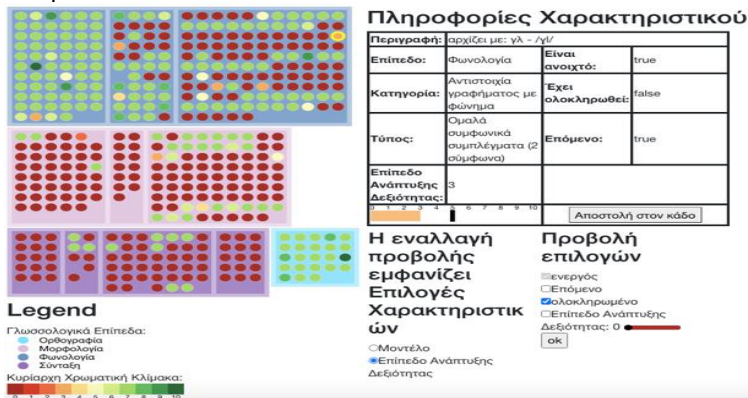 Πληροφορίες Χαρακτηριστικού
Περιγραφή: αρχίζει με: γλ - /γl/
Επίπεδο: Φωνολογία Είναι ανοιχτό: true
Κατηγορία: Αντιστοιχία γραφήματος με φώνημα Έχει ολοκληρωθεί: false
Τύπος: Ομαλά συμφωνικά συμπλέγματα (2 σύμφωνα) Επόμενο: true
Επίπεδο Ανάπτυξης Δεξιότητας: 3
0 1 2 3 4 5 6 7 8 9 10
Αποστολή στον κάδο
Η εναλλαγή
προβολής
εμφανίζει
Επιλογές
Χαρακτηριστικ
ών
Μοντέλο
Επίπεδο Ανάπτυξης
Δεξιότητας
Προβολή
επιλογών
ενεργός
Επόμενο
ολοκληρωμένο
Επίπεδο Ανάπτυξης
Δεξιότητας: 0
ok
Legend
Γλωσσολογικά Επίπεδα:
Ορθογραφία
Μορφολογία
Φωνολογία
Σύνταξη
Κυρίαρχη Χρωματική Κλίμακα:
0 1 2 3 4 5 6 7 8 9 10